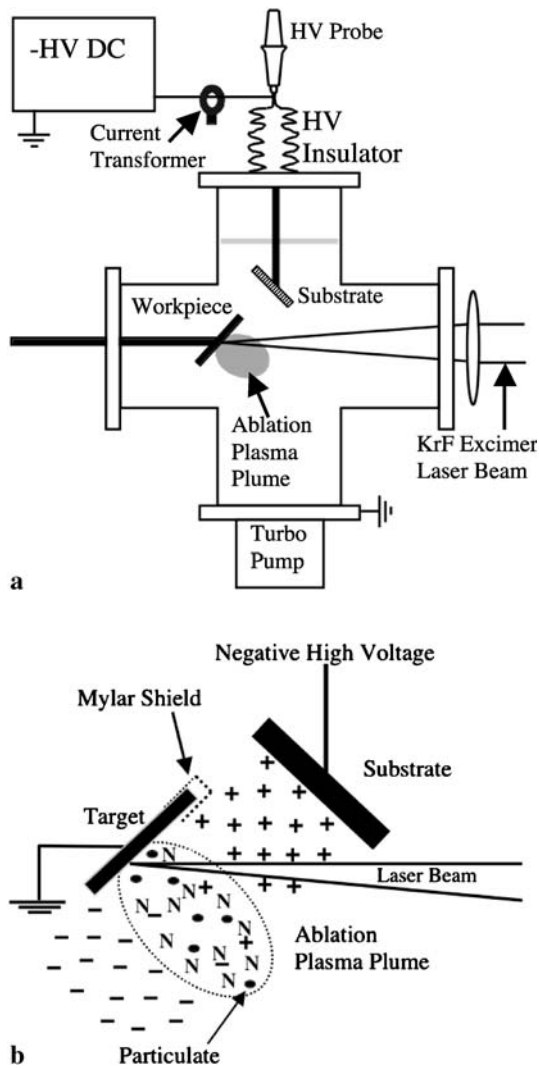 HV Probe
-HV DC
Current
Transformer
HV
Insulator
Workpiece
Substrate
Ablation
Plasma
Plume
KrF Excimer
Laser Beam
Turbo
Pump
a
Negative High Voltage
Mylar Shield
Substrate
Target
+
+ +
+ + +
+ + + +
+ + + +
N
Laser Beam
N N + + +
N - N N
N N +
N N - N
N N
Ablation
Plasma Plume
Particulate
b